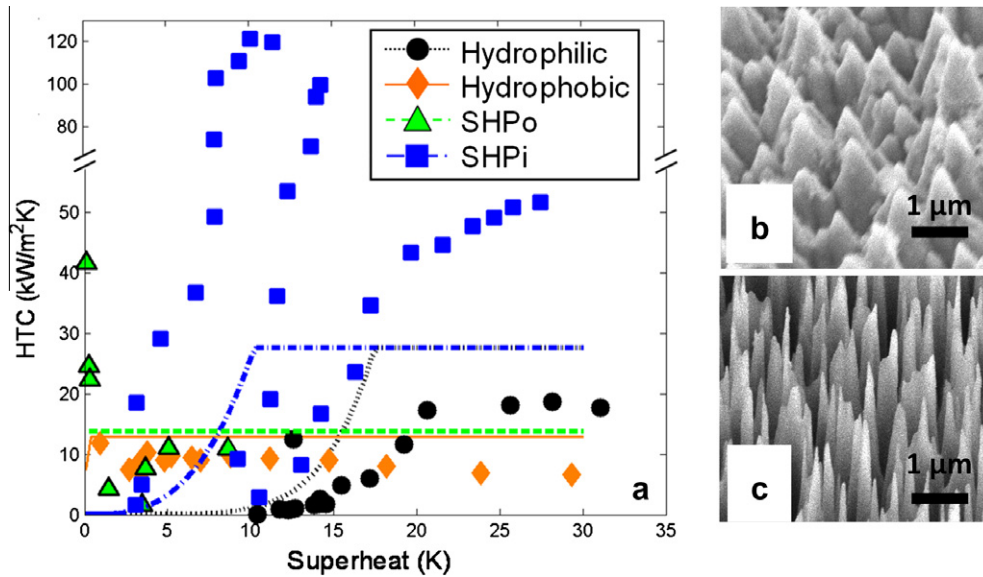 120
100
80
60
50
40
30
20
10
0
HTC (kW/m²K)
Hydrophilic
Hydrophobic
SHPo
SHPi
a
0 5 10 15 20 25 30 35
Superheat (K)
b
1 µm
c
1 µm